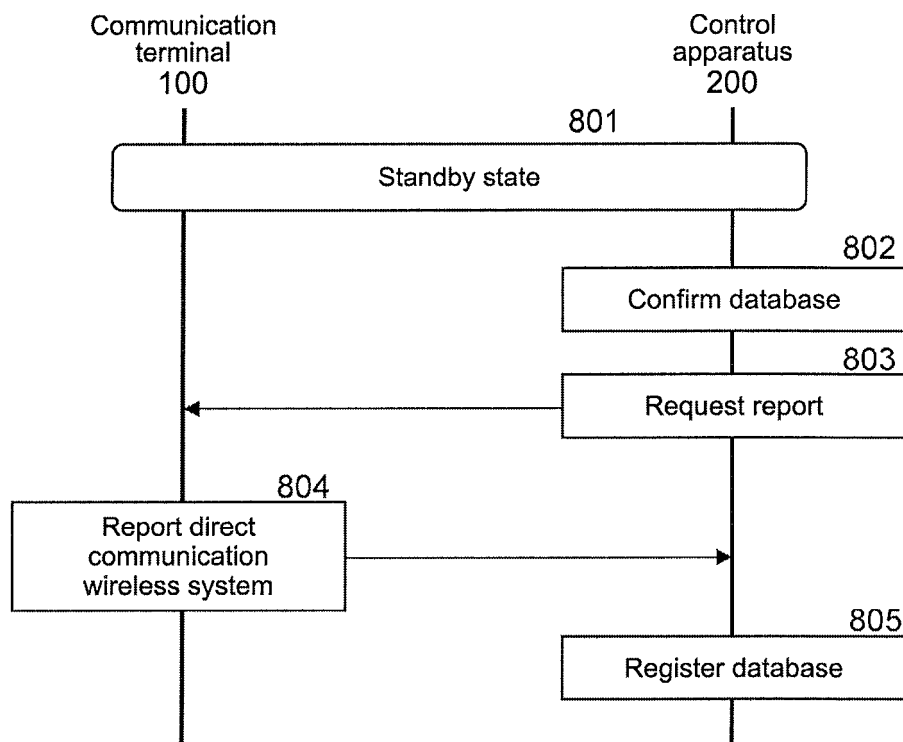 Communication
terminal
100
Control
apparatus
200
801
Standby state
802
Confirm database
803
Request report
804
Report direct
communication
wireless system
805
Register database